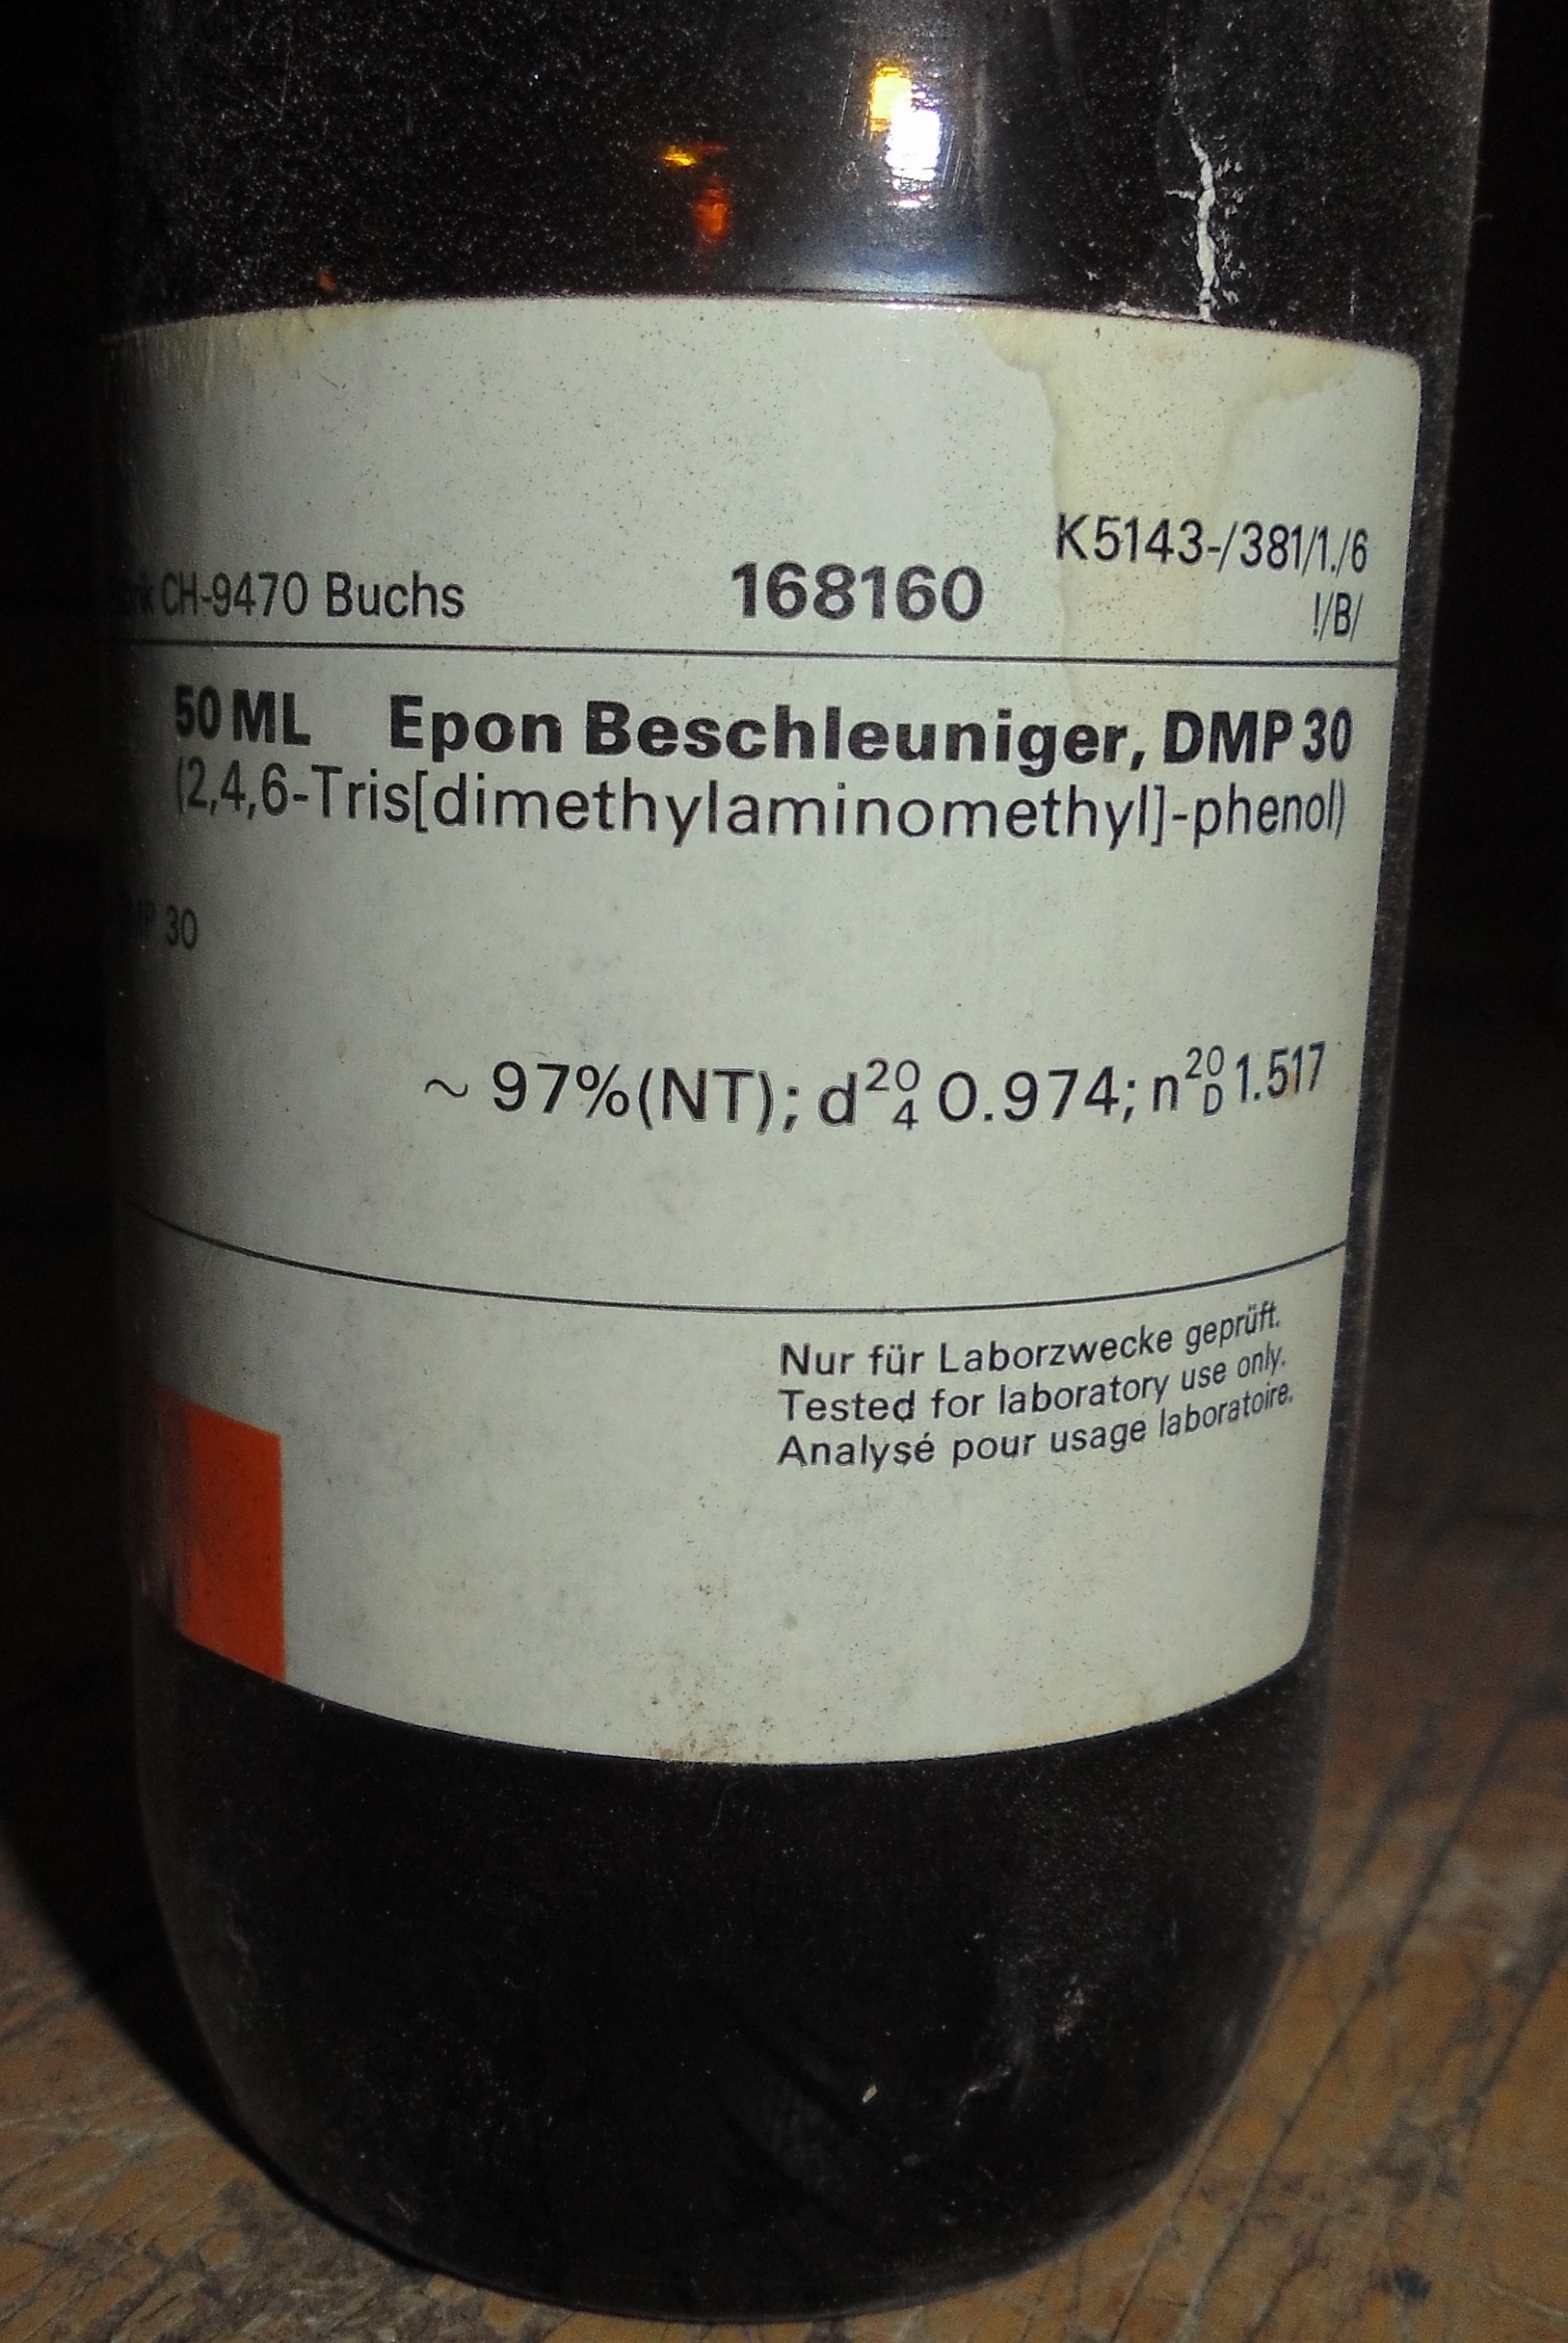 K5143-/381/1./6
CH-9470 Buchs 168160 !/B/
50 ML Epon Beschleuniger, DMP 30
(2,4,6-Tris[dimethylaminomethyl]-phenol)
30
~ 97%(NT); d²⁰₄ 0.974; n²⁰D 1.517
Nur für Laborzwecke geprüft.
Tested for laboratory use only.
Analysé pour usage laboratoire.